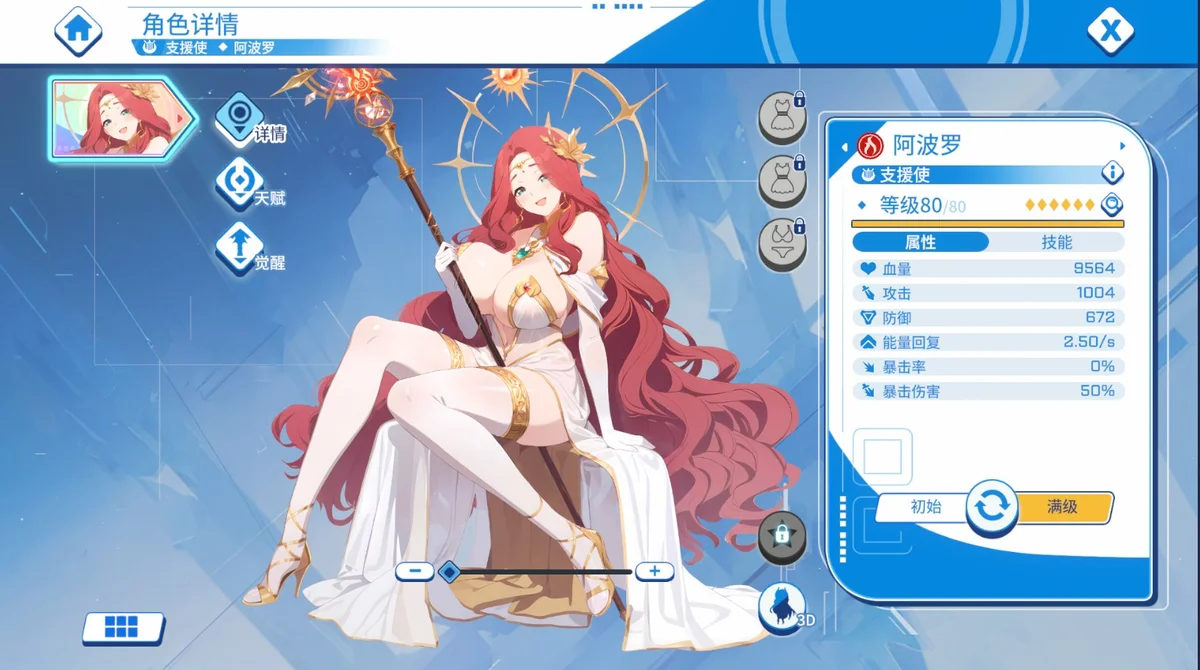 角色详情
支援使 ◆ 阿波罗
详情
天赋
觉醒
阿波罗
支援使
等级80/80
属性 技能
血量 9564
攻击 1004
防御 672
能量回复 2.50/s
暴击率 0%
暴击伤害 50%
初始 满级
3D